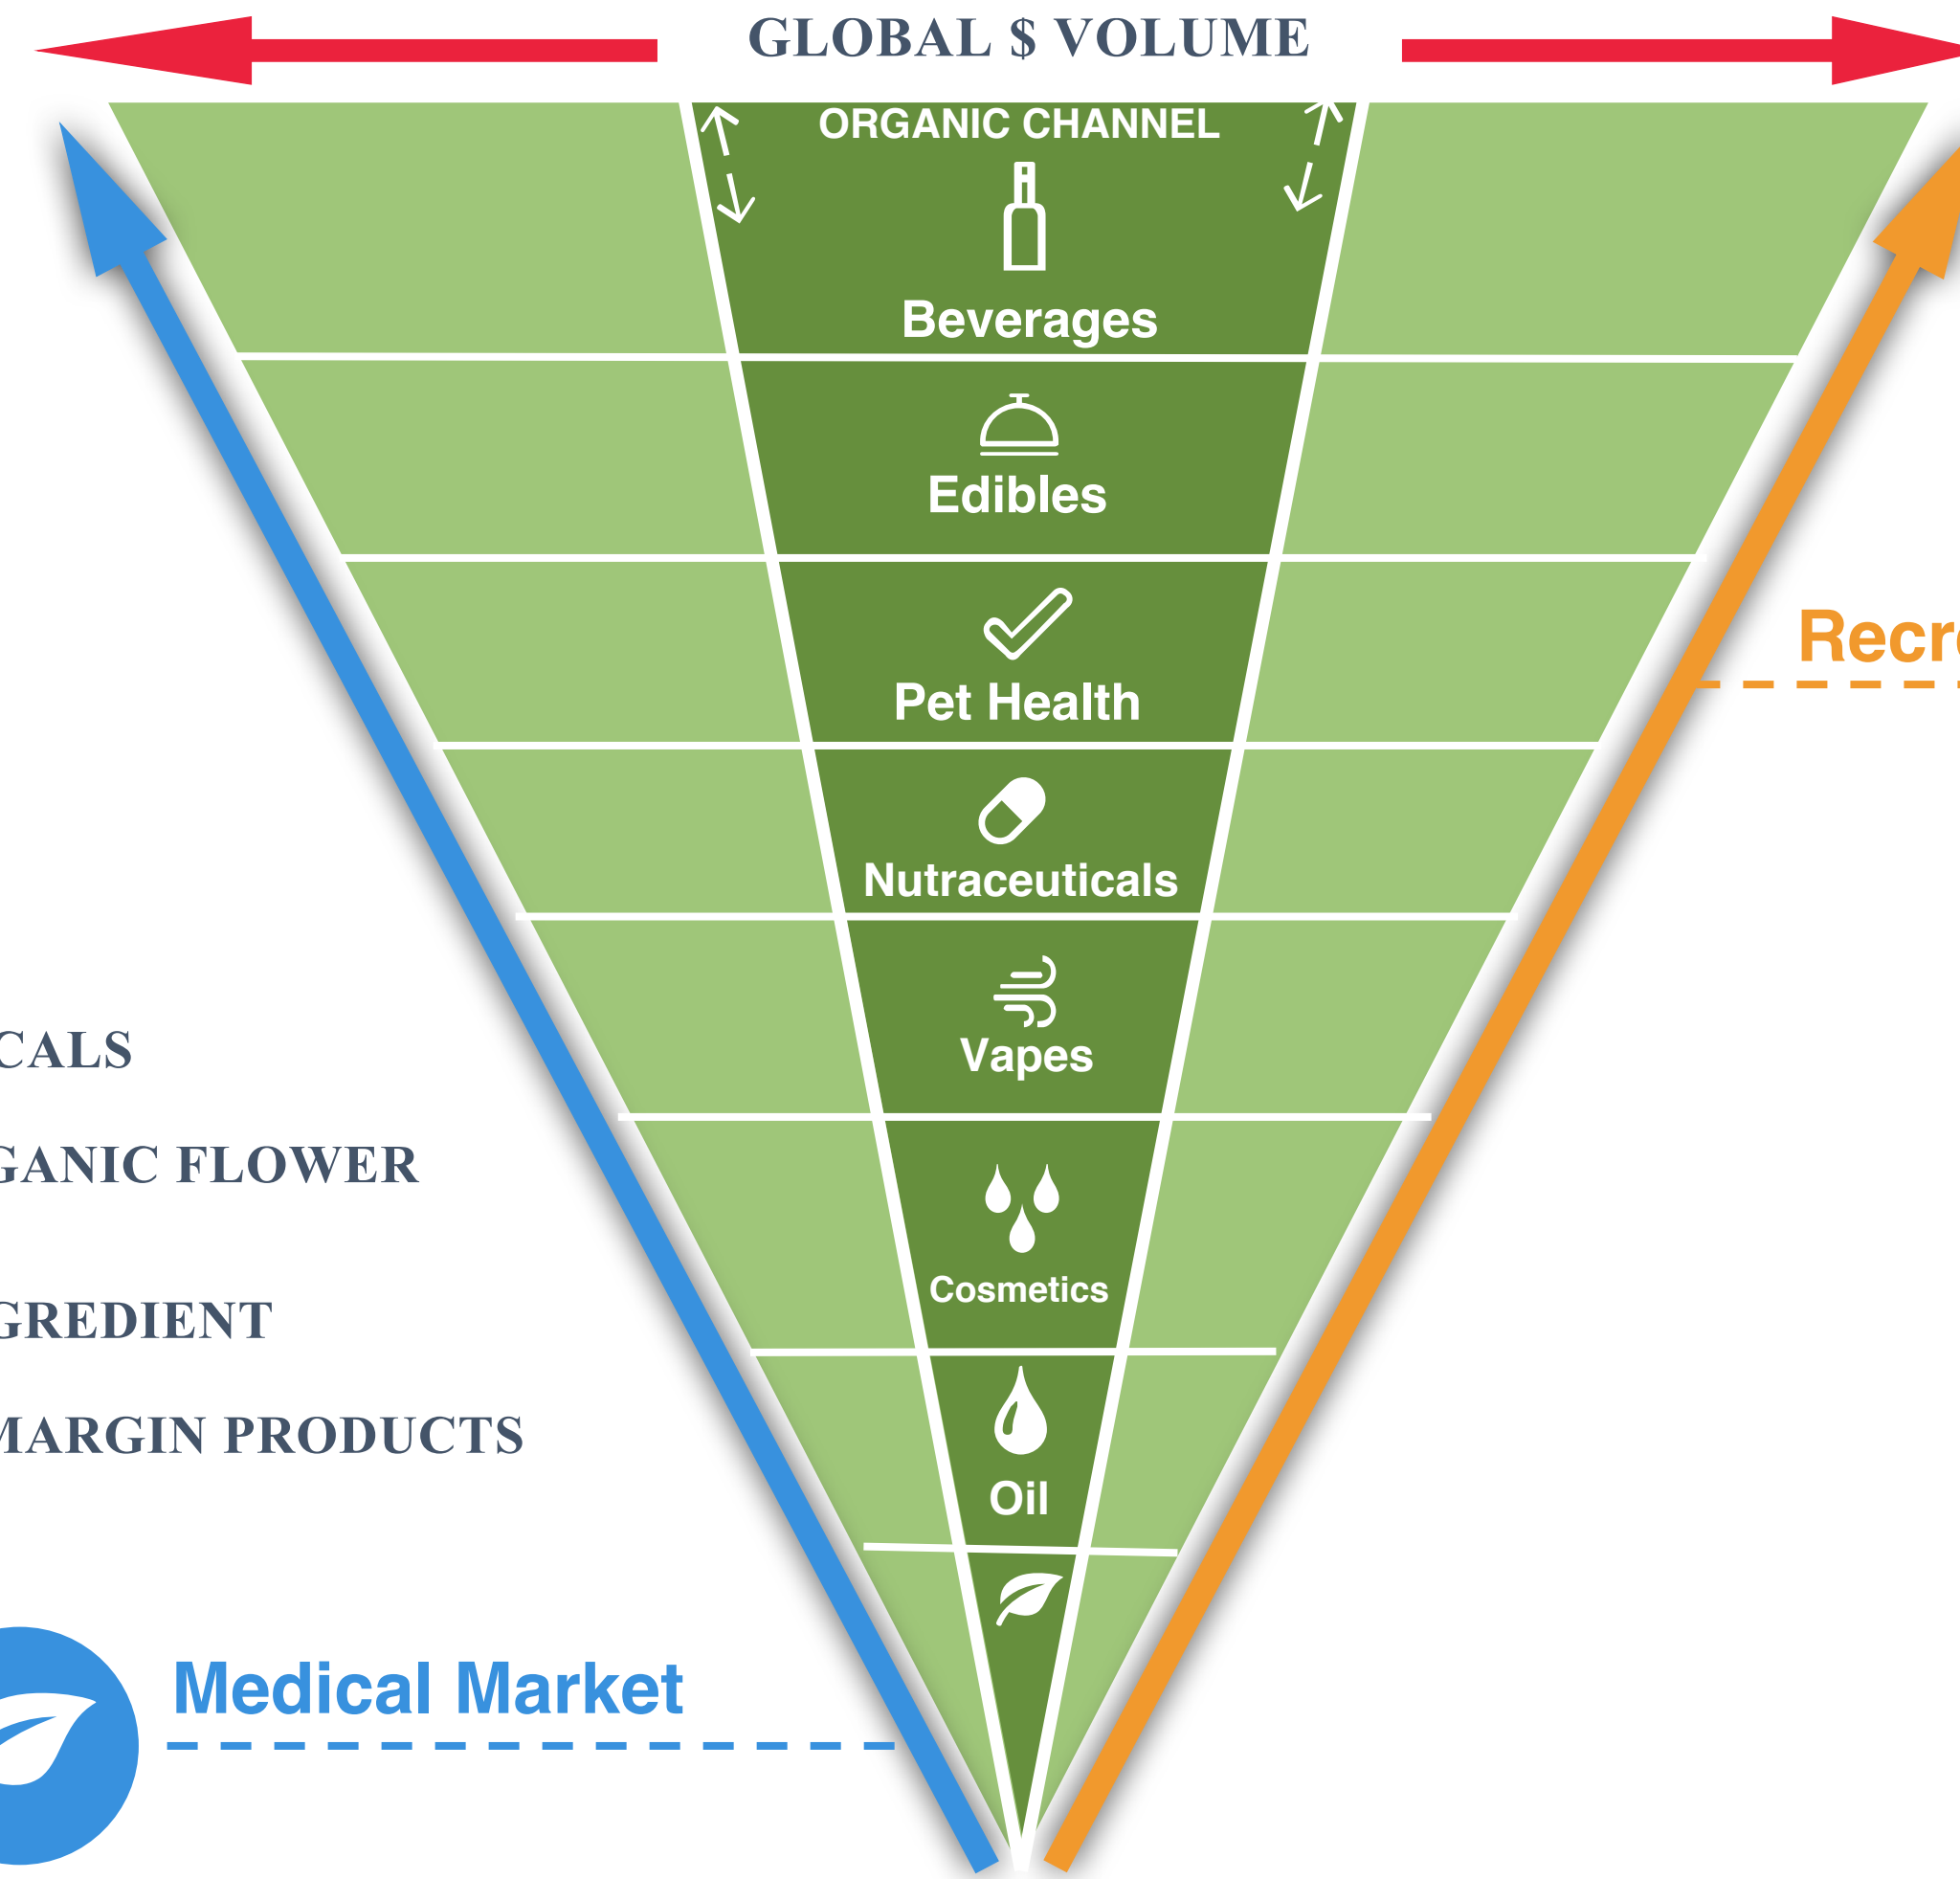 GLOBAL $ VOLUME
ORGANIC CHANNEL
Beverages
Edibles
Pet Health
Nutraceuticals
Vapes
Cosmetics
Oil
Recr
CALS
GANIC FLOWER
GREDIENT
MARGIN PRODUCTS
Medical Market